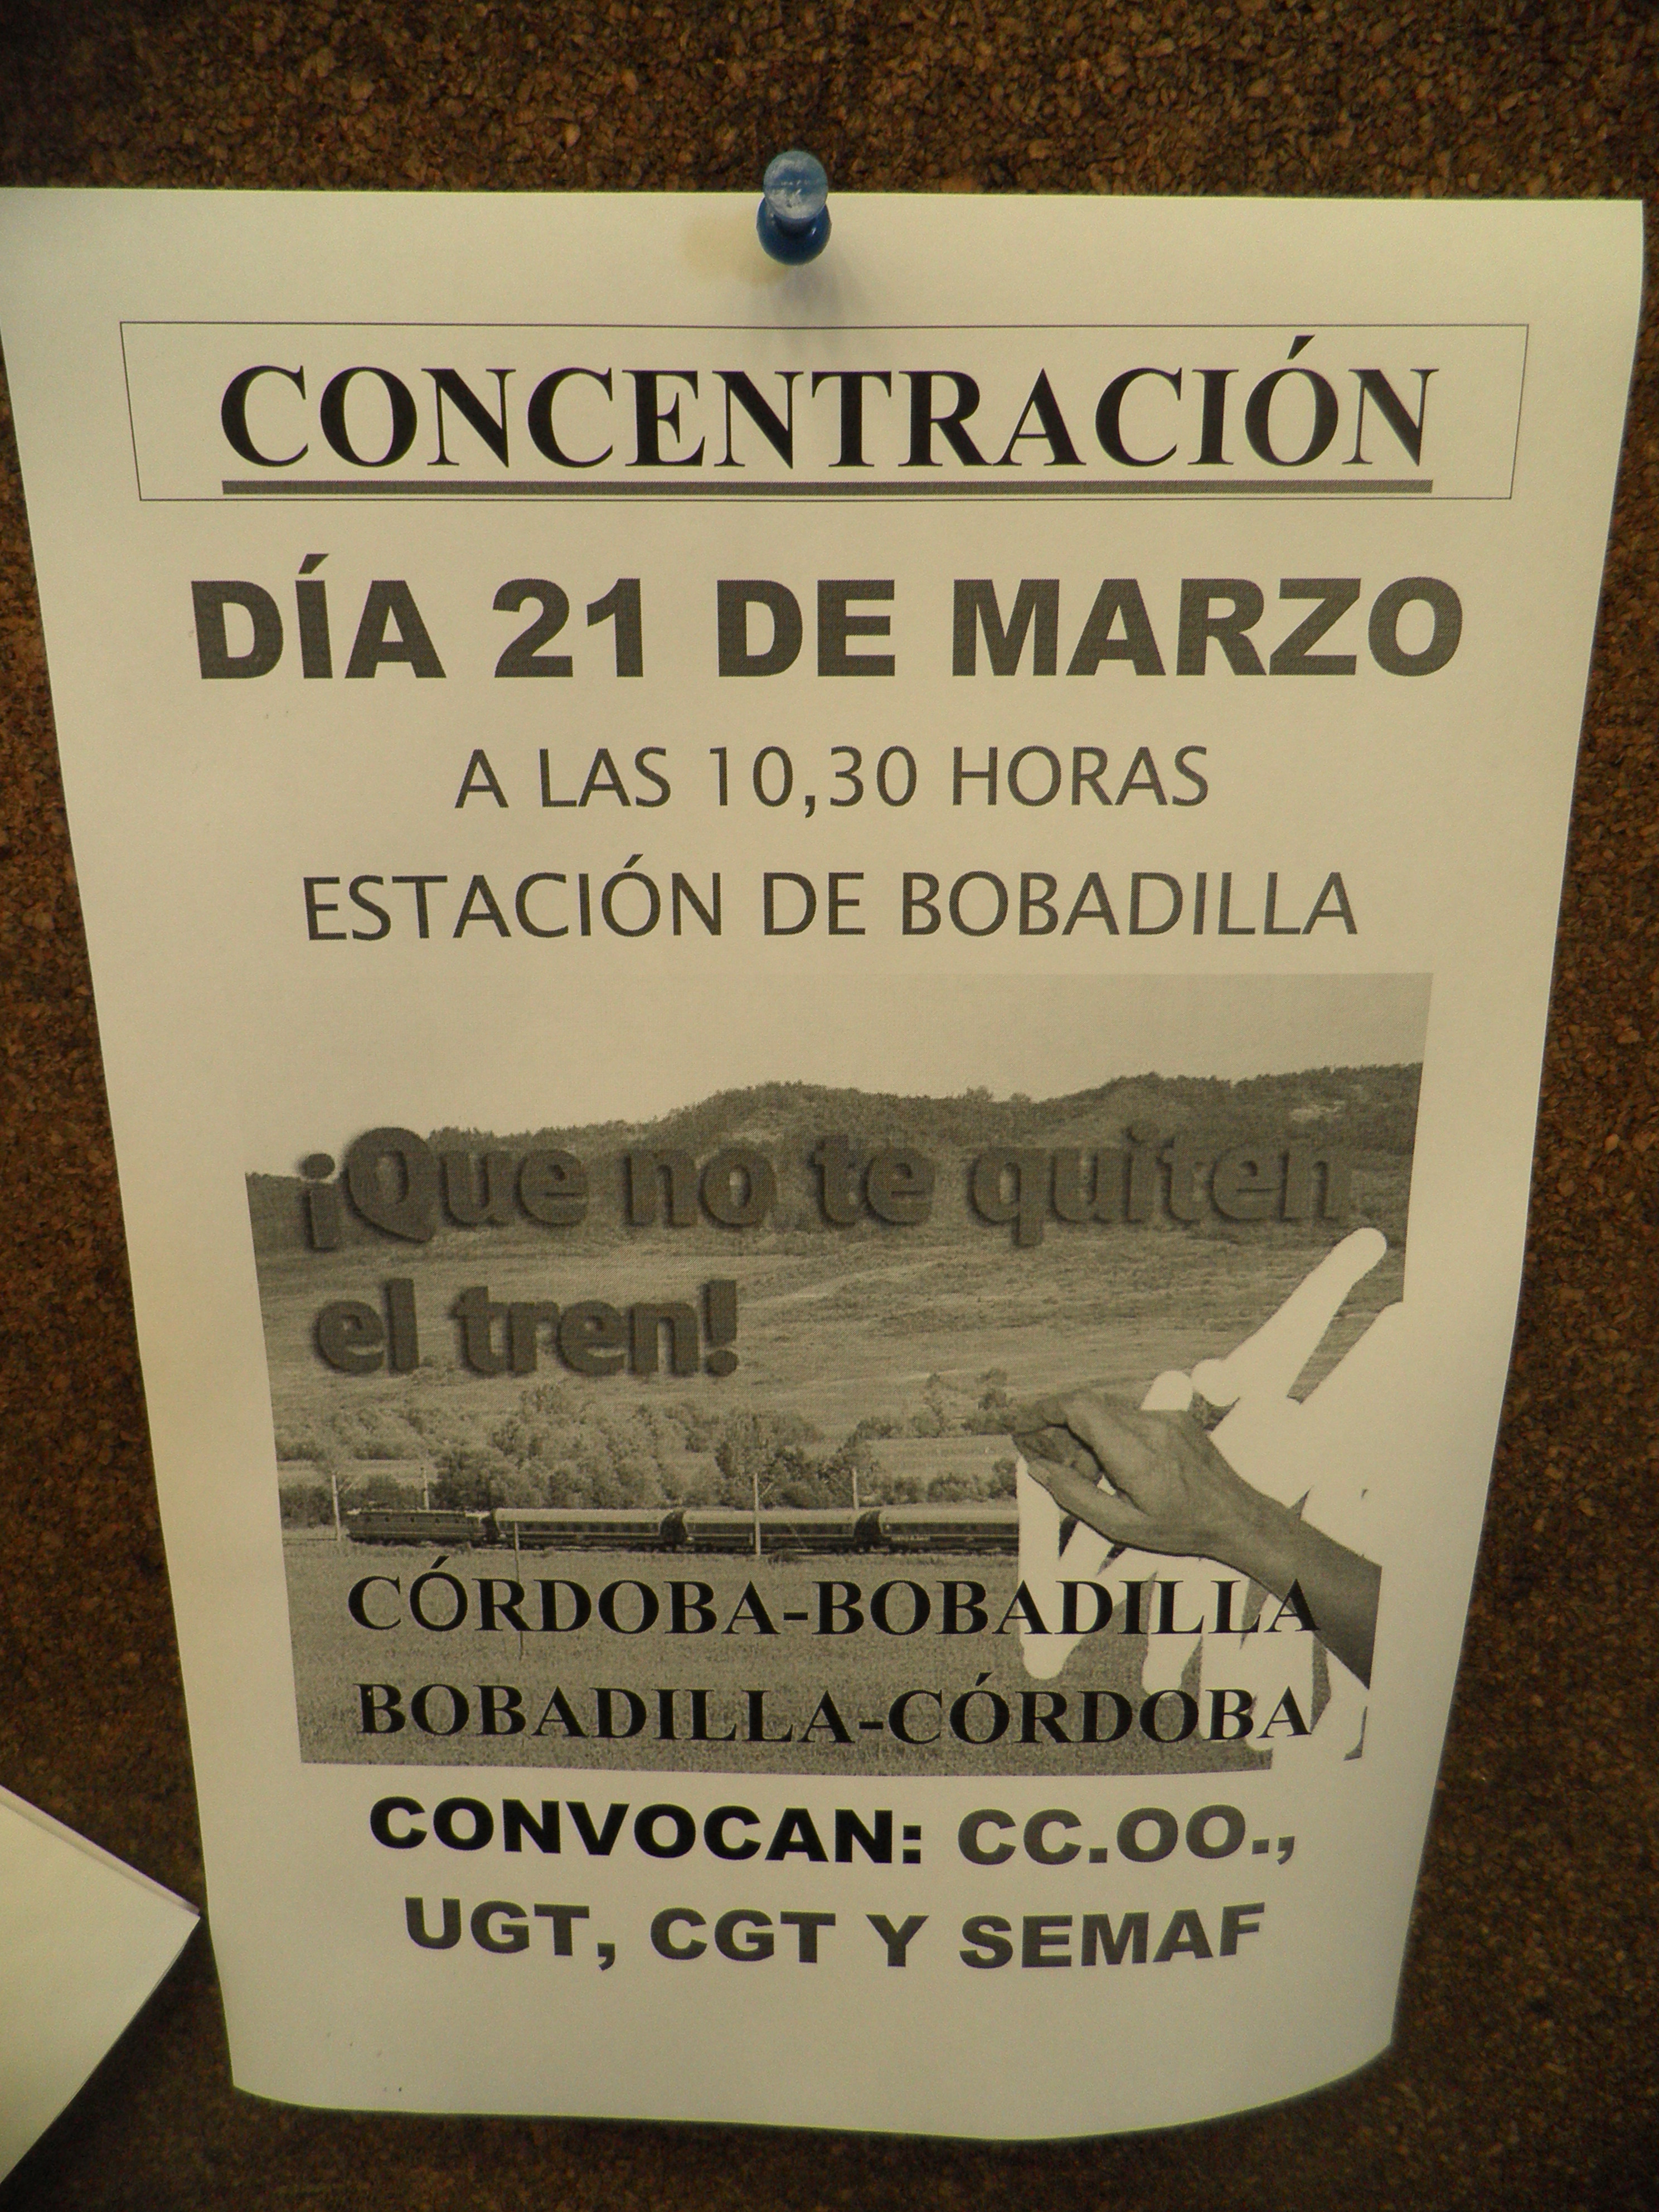 CONCENTRACIÓN
DÍA 21 DE MARZO
A LAS 10,30 HORAS
ESTACIÓN DE BOBADILLA
¡Que no te quiten
el tren!
CÓRDOBA-BOBADILLA
BOBADILLA-CÓRDOBA
CONVOCAN: CC.OO.,
UGT, CGT Y SEMAF